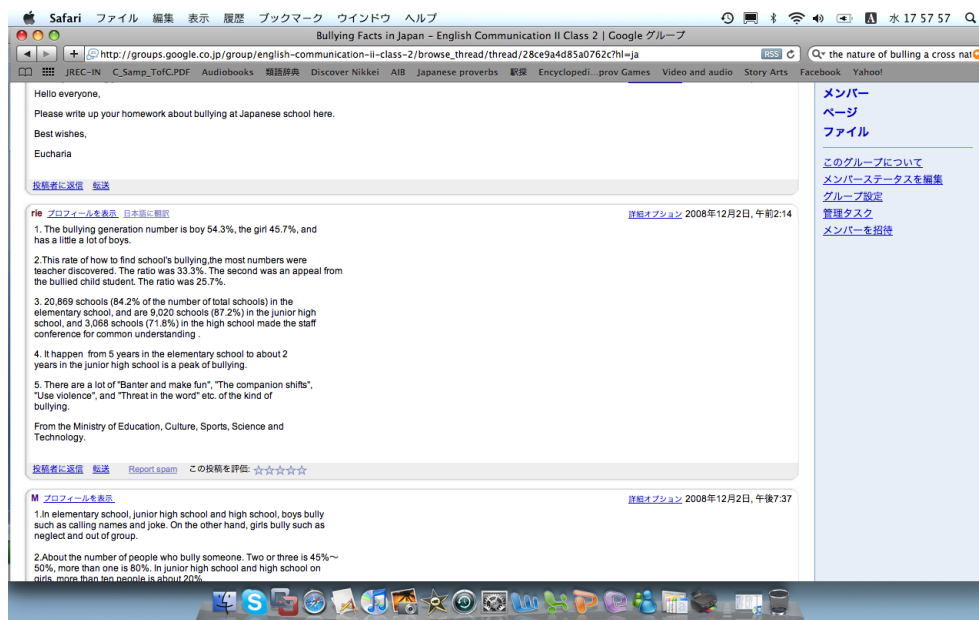 Safari ファイル 編集 表示 履歴 ブックマーク ウインドウ ヘルプ
水 17 57 57
Bullying Facts in Japan – English Communication II Class 2 | Google グループ
http://groups.google.co.jp/group/english-communication-ii-class-2/browse_thread/thread/28ce9a4d85a0762c?hl=ja
RSS
the nature of bulling a cross nat
JREC-IN C_Samp_TofC.PDF Audiobooks 類語辞典 Discover Nikkei AIB Japanese proverbs 駅探 Encyclopedi...prov Games Video and audio Story Arts Facebook Yahoo!
Hello everyone,
Please write up your homework about bullying at Japanese school here.
Best wishes,
Eucharia
投稿者に返信 転送
rie プロフィールを表示 日本語に翻訳
詳細オプション 2008年12月2日, 午前2:14
1. The bullying generation number is boy 54.3%, the girl 45.7%, and
has a little a lot of boys.
2.This rate of how to find school's bullying,the most numbers were
teacher discovered. The ratio was 33.3%. The second was an appeal from
the bullied child student. The ratio was 25.7%.
3. 20,869 schools (84.2% of the number of total schools) in the
elementary school, and are 9,020 schools (87.2%) in the junior high
school, and 3,068 schools (71.8%) in the high school made the staff
conference for common understanding .
4. It happen from 5 years in the elementary school to about 2
years in the junior high school is a peak of bullying.
5. There are a lot of "Banter and make fun", "The companion shifts",
"Use violence", and "Threat in the word" etc. of the kind of
bullying.
From the Ministry of Education, Culture, Sports, Science and
Technology.
投稿者に返信 転送 Report spam この投稿を評価:
M プロフィールを表示
詳細オプション 2008年12月2日, 午後7:37
1.In elementary school, junior high school and high school, boys bully
such as calling names and joke. On the other hand, girls bully such as
neglect and out of group.
2.About the number of people who bully someone. Two or three is 45%～
50%, more than one is 80%. In junior high school and high school on
girls, more than ten people is about 20%.
メンバー
ページ
ファイル
このグループについて
メンバーステータスを編集
グループ設定
管理タスク
メンバーを招待